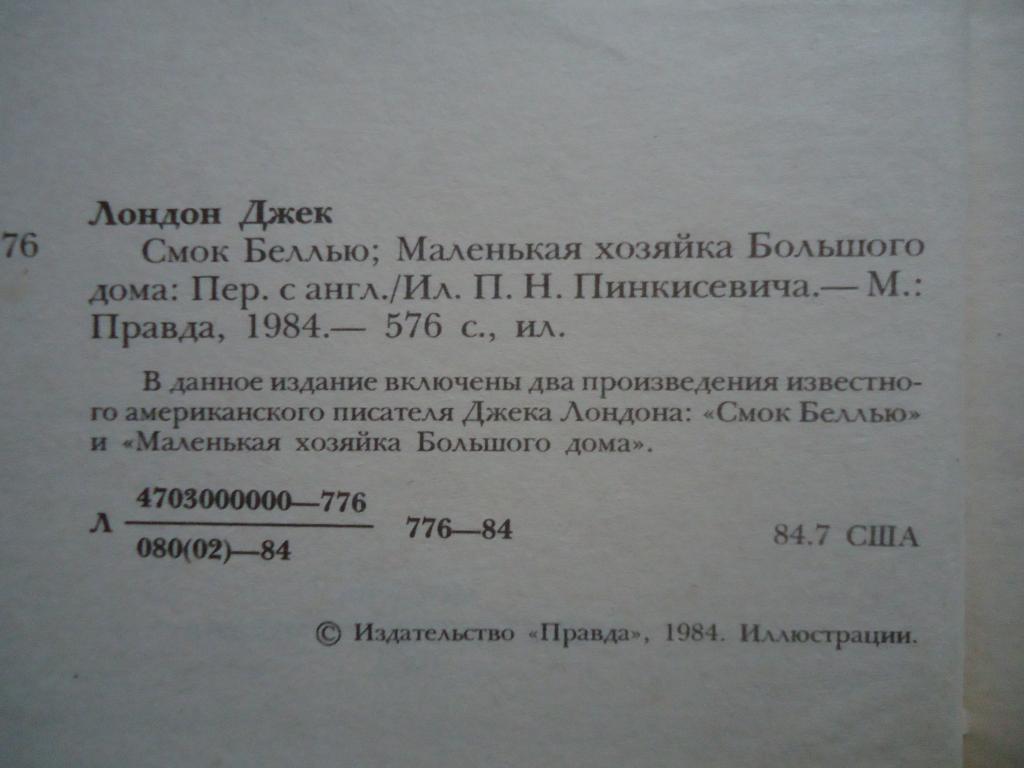 Лондон Джек
76 Смок Беллью; Маленькая хозяйка Большого
дома: Пер. с англ./Ил. П. Н. Пинкисевича.— М.:
Правда, 1984.— 576 с., ил.
В данное издание включены два произведения известно-
го американского писателя Джека Лондона: «Смок Беллью»
и «Маленькая хозяйка Большого дома».
4703000000—776
Л 776—84
080(02)—84
84.7 США
© Издательство «Правда», 1984. Иллюстрации.